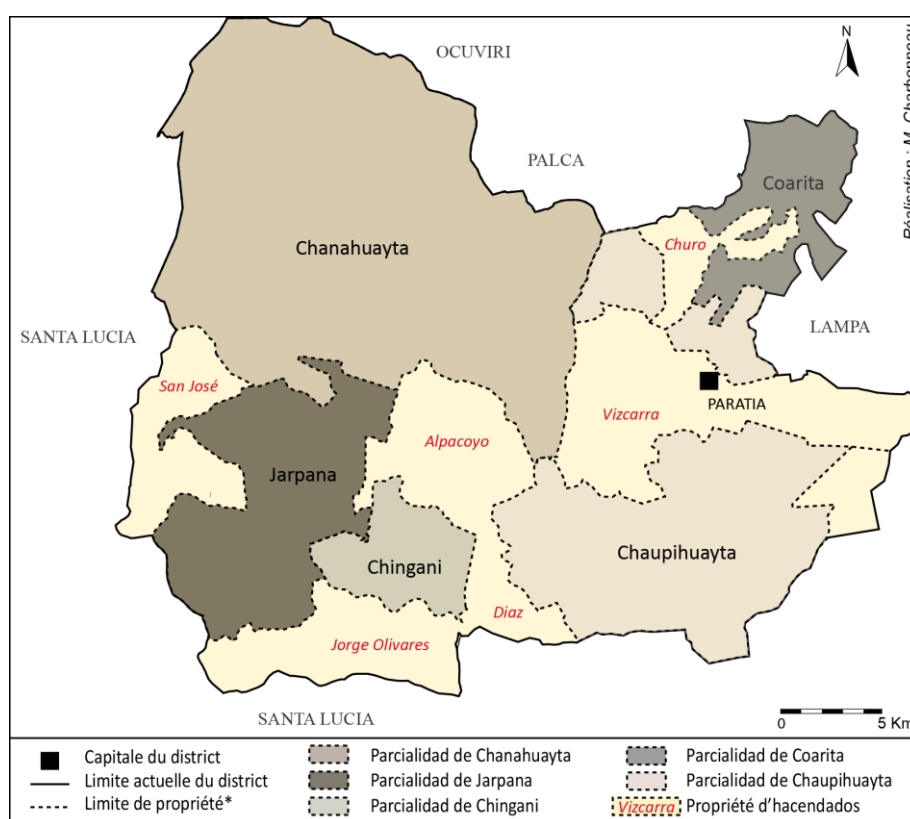 OCUVIRI
N
Réalisation : M. Charbonneau
PALCA
Coarita
Chanahuayta
Churo
SANTA LUCIA
LAMPA
San José
PARATIA
Vizcarra
Alpacoyo
Jarpana
Chaupihuayta
Chingani
Diaz
Jorge Olivares
SANTA LUCIA
0 5 Km
Capitale du district
Limite actuelle du district
Limite de propriété*
Parcialidad de Chanahuayta
Parcialidad de Jarpana
Parcialidad de Chingani
Parcialidad de Coarita
Parcialidad de Chaupihuayta
Vizcarra Propriété d'hacendados